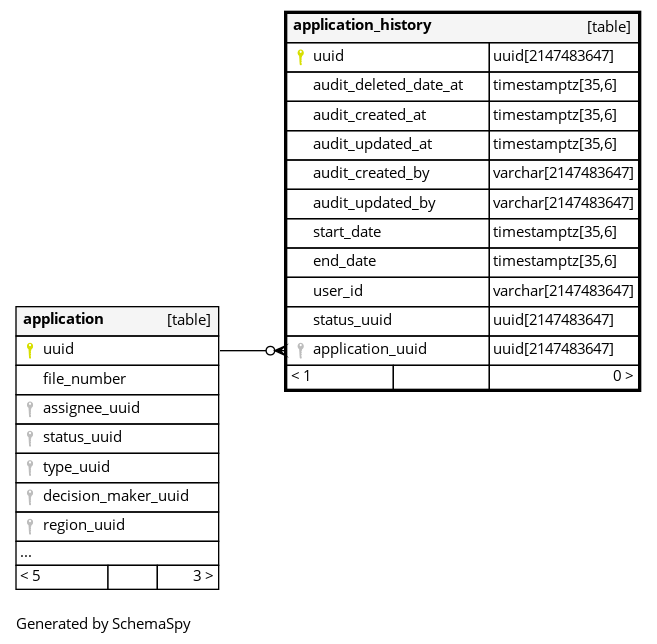 application_history [table]
uuid uuid[2147483647]
audit_deleted_date_at timestamptz[35,6]
audit_created_at timestamptz[35,6]
audit_updated_at timestamptz[35,6]
audit_created_by varchar[2147483647]
audit_updated_by varchar[2147483647]
start_date timestamptz[35,6]
end_date timestamptz[35,6]
user_id varchar[2147483647]
status_uuid uuid[2147483647]
application_uuid uuid[2147483647]
< 1 0 >
application [table]
uuid
file_number
assignee_uuid
status_uuid
type_uuid
decision_maker_uuid
region_uuid
...
< 5 3 >
Generated by SchemaSpy